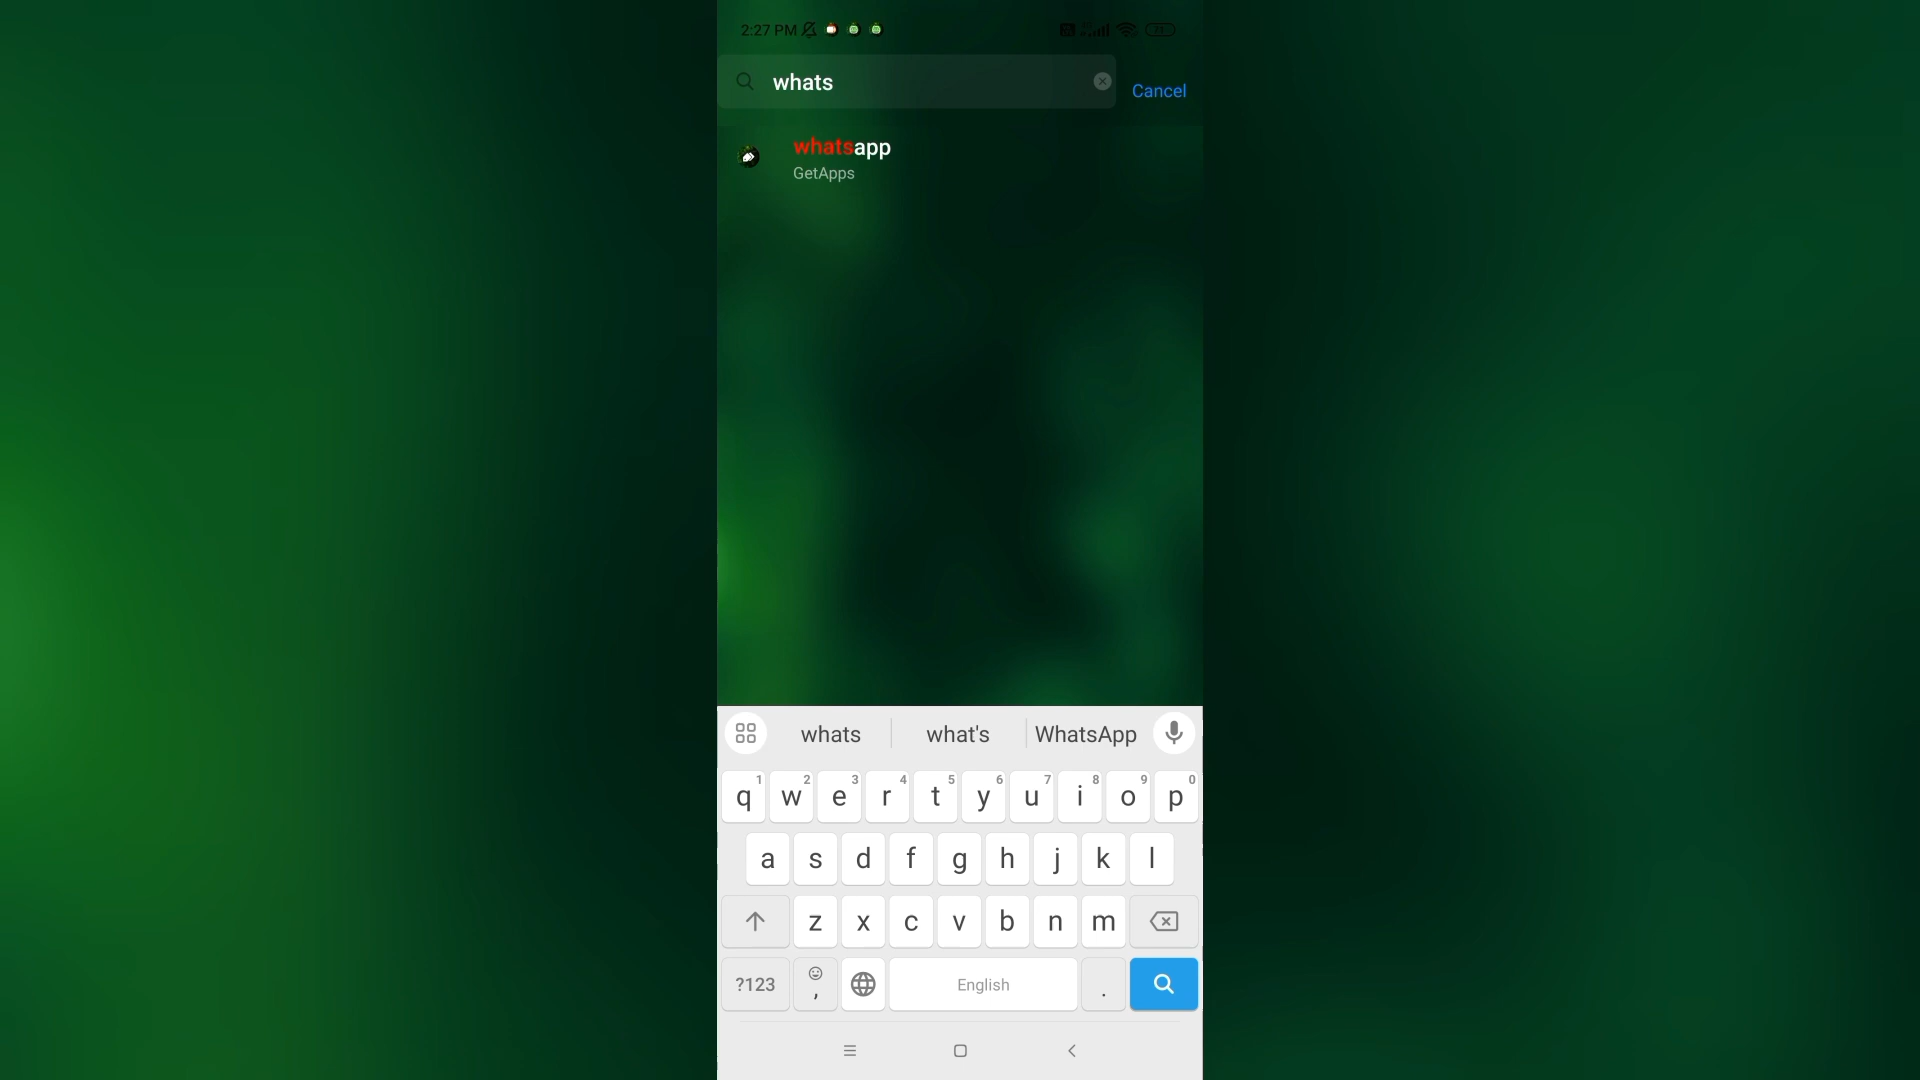 2:27 PM
whats
Cancel
whatsapp
GetApps
whats what's WhatsApp
1 2 3 4 5 6 7 8 9 0
q w e r t y u i o p
a s d f g h j k l
z x c v b n m
?123 , English .